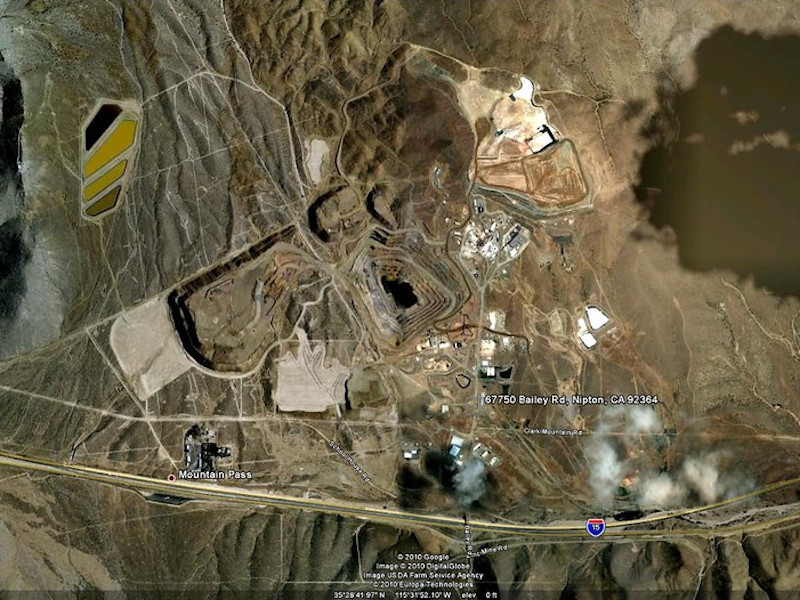 67750 Bailey Rd, Nipton, CA 92364
Clark Mountain Rd
Mountain Pass
15
© 2010 Google
Image © 2010 DigitalGlobe
Image USDA Farm Service Agency
© 2010 Europa Technologies
35°28'41.97" N 115°31'52.10" W elev 0 ft